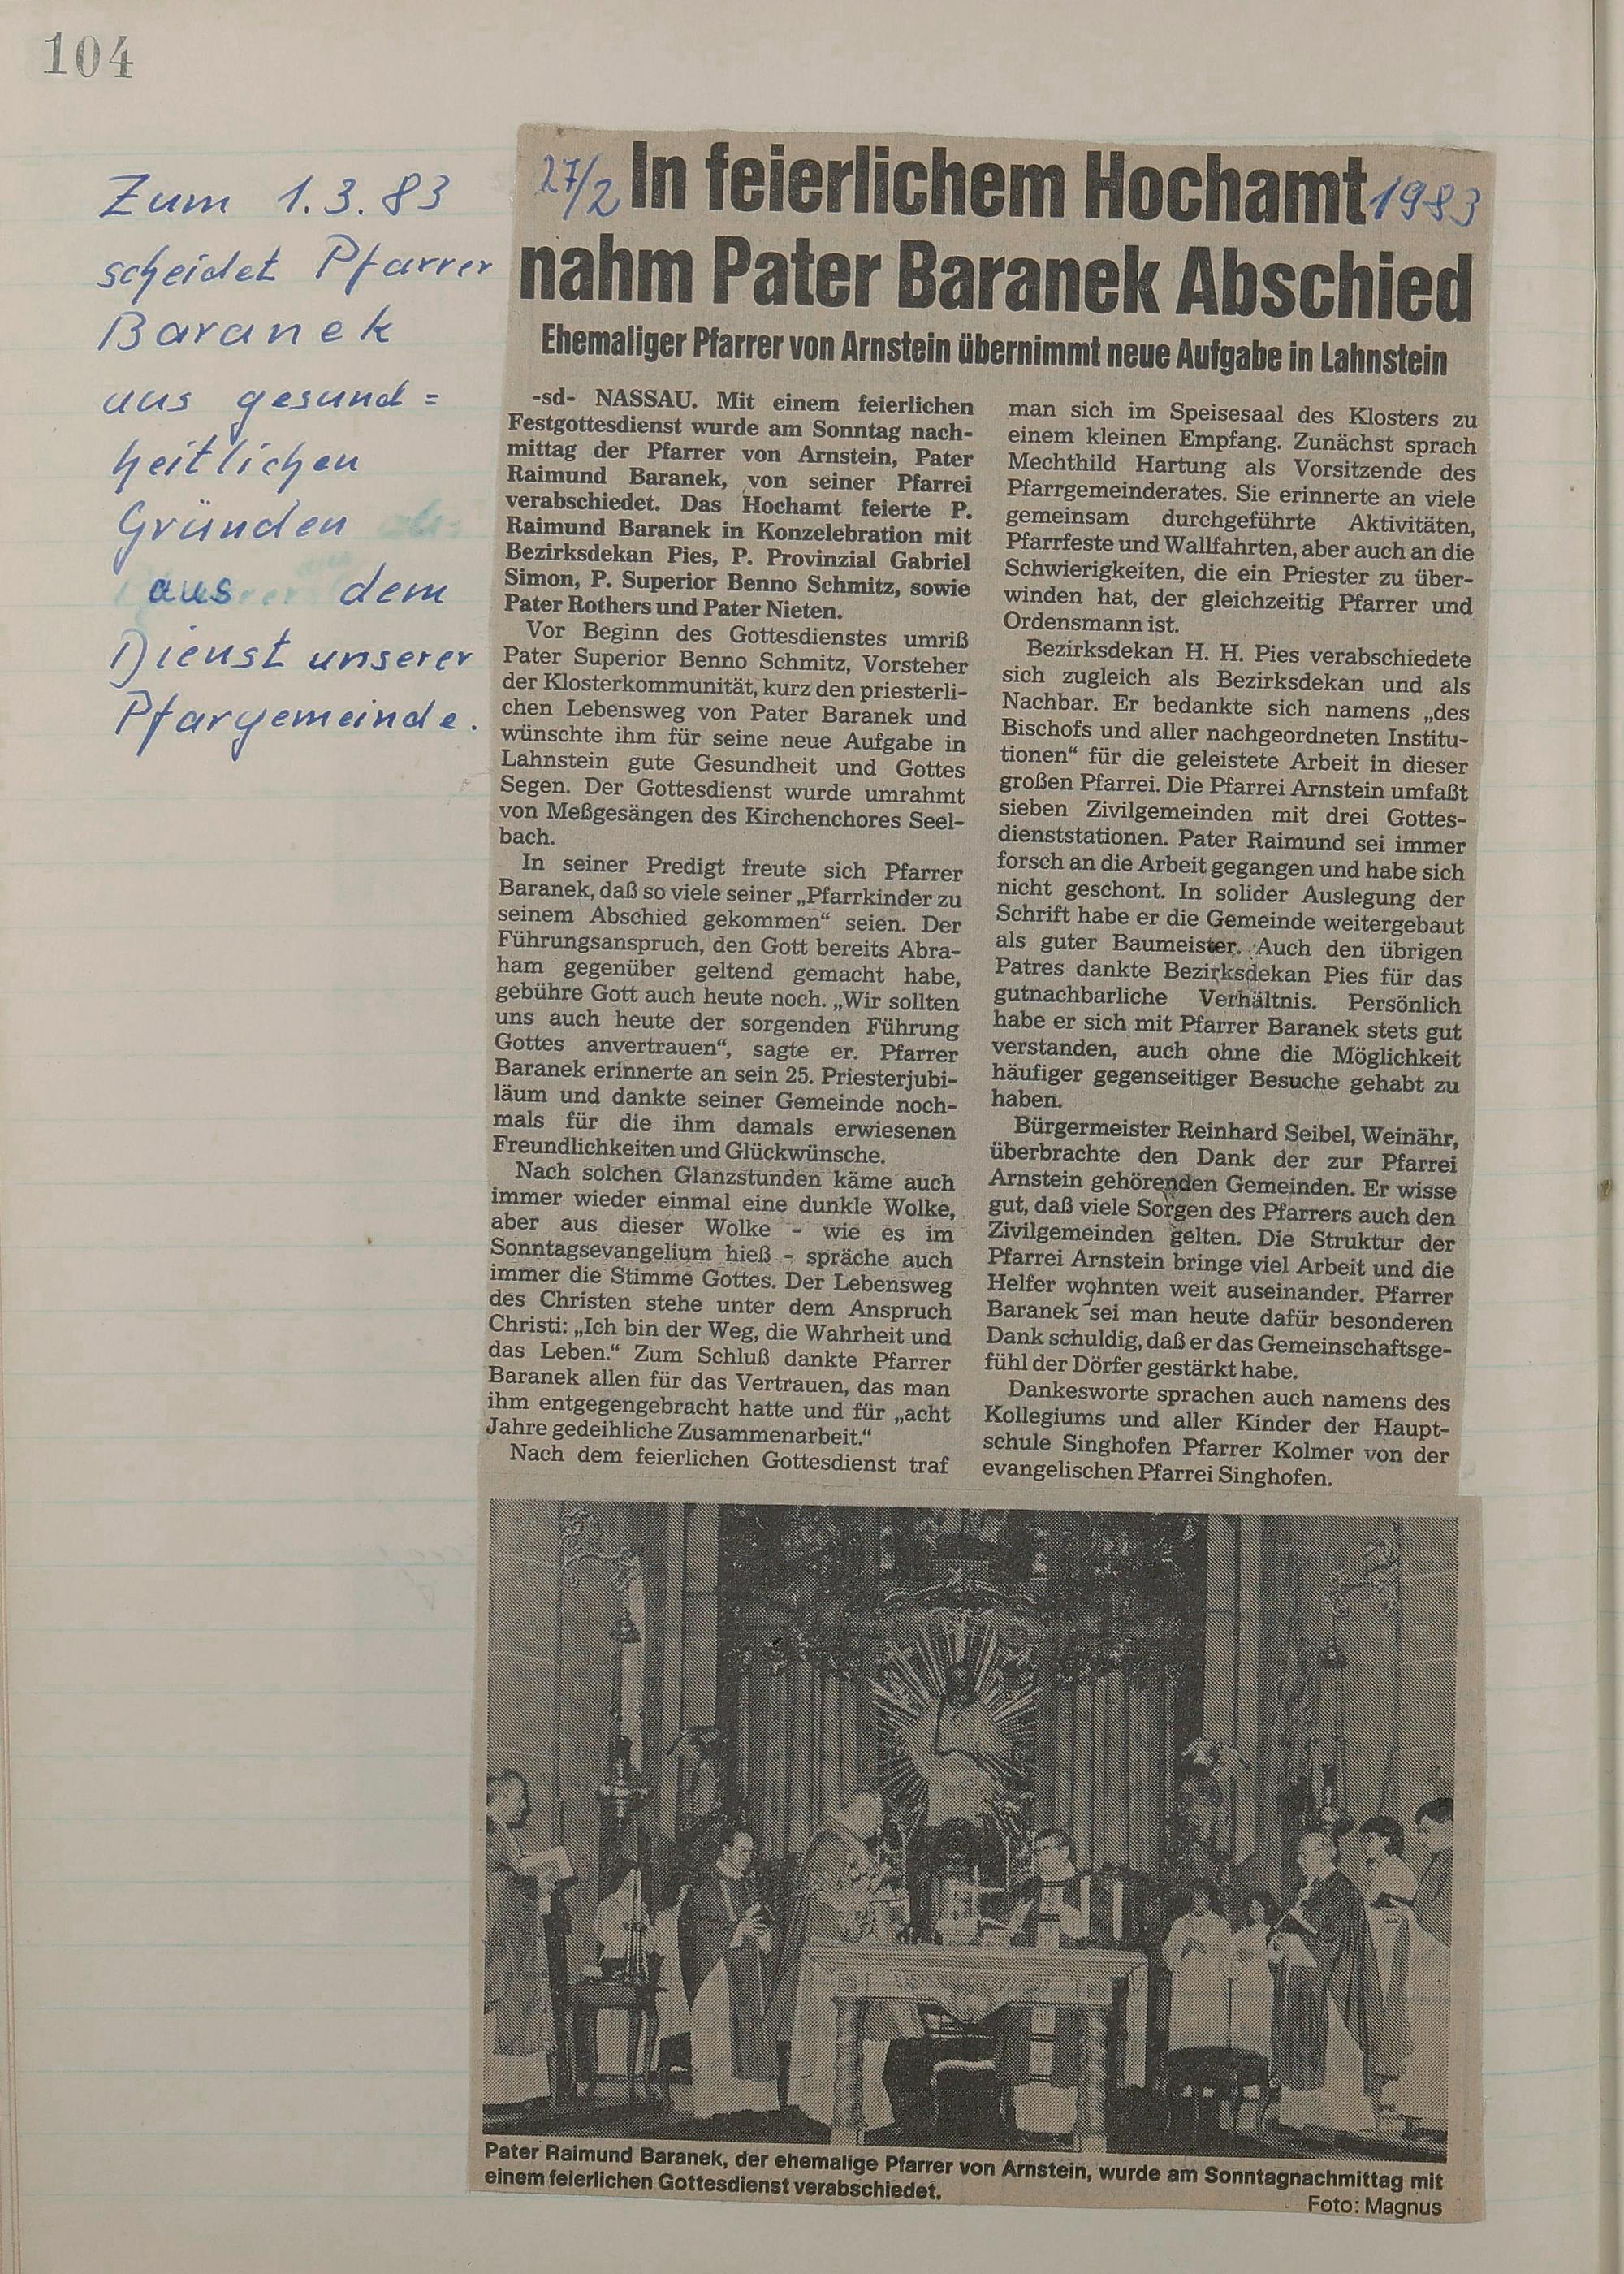 104
Zum 1.3.83
scheidet Pfarrer
Baranek
aus gesund=
heitlichen
Gründen
aus dem
Dienst unserer
Pfargemeinde.
27/2 In feierlichem Hochamt 1983
nahm Pater Baranek Abschied
Ehemaliger Pfarrer von Arnstein übernimmt neue Aufgabe in Lahnstein
-sd- NASSAU. Mit einem feierlichen
Festgottesdienst wurde am Sonntag nach-
mittag der Pfarrer von Arnstein, Pater
Raimund Baranek, von seiner Pfarrei
verabschiedet. Das Hochamt feierte P.
Raimund Baranek in Konzelebration mit
Bezirksdekan Pies, P. Provinzial Gabriel
Simon, P. Superior Benno Schmitz, sowie
Pater Rothers und Pater Nieten.
Vor Beginn des Gottesdienstes umriß
Pater Superior Benno Schmitz, Vorsteher
der Klosterkommunität, kurz den priesterli-
chen Lebensweg von Pater Baranek und
wünschte ihm für seine neue Aufgabe in
Lahnstein gute Gesundheit und Gottes
Segen. Der Gottesdienst wurde umrahmt
von Meßgesängen des Kirchenchores Seel-
bach.
In seiner Predigt freute sich Pfarrer
Baranek, daß so viele seiner „Pfarrkinder zu
seinem Abschied gekommen“ seien. Der
Führungsanspruch, den Gott bereits Abra-
ham gegenüber geltend gemacht habe,
gebühre Gott auch heute noch. „Wir sollten
uns auch heute der sorgenden Führung
Gottes anvertrauen“, sagte er. Pfarrer
Baranek erinnerte an sein 25. Priesterjubi-
läum und dankte seiner Gemeinde noch-
mals für die ihm damals erwiesenen
Freundlichkeiten und Glückwünsche.
Nach solchen Glanzstunden käme auch
immer wieder einmal eine dunkle Wolke,
aber aus dieser Wolke - wie es im
Sonntagsevangelium hieß - spräche auch
immer die Stimme Gottes. Der Lebensweg
des Christen stehe unter dem Anspruch
Christi: „Ich bin der Weg, die Wahrheit und
das Leben.“ Zum Schluß dankte Pfarrer
Baranek allen für das Vertrauen, das man
ihm entgegengebracht hatte und für „acht
Jahre gedeihliche Zusammenarbeit.“
Nach dem feierlichen Gottesdienst traf
man sich im Speisesaal des Klosters zu
einem kleinen Empfang. Zunächst sprach
Mechthild Hartung als Vorsitzende des
Pfarrgemeinderates. Sie erinnerte an viele
gemeinsam durchgeführte Aktivitäten,
Pfarrfeste und Wallfahrten, aber auch an die
Schwierigkeiten, die ein Priester zu über-
winden hat, der gleichzeitig Pfarrer und
Ordensmann ist.
Bezirksdekan H. H. Pies verabschiedete
sich zugleich als Bezirksdekan und als
Nachbar. Er bedankte sich namens „des
Bischofs und aller nachgeordneten Institu-
tionen“ für die geleistete Arbeit in dieser
großen Pfarrei. Die Pfarrei Arnstein umfaßt
sieben Zivilgemeinden mit drei Gottes-
dienststationen. Pater Raimund sei immer
forsch an die Arbeit gegangen und habe sich
nicht geschont. In solider Auslegung der
Schrift habe er die Gemeinde weitergebaut
als guter Baumeister. Auch den übrigen
Patres dankte Bezirksdekan Pies für das
gutnachbarliche Verhältnis. Persönlich
habe er sich mit Pfarrer Baranek stets gut
verstanden, auch ohne die Möglichkeit
häufiger gegenseitiger Besuche gehabt zu
haben.
Bürgermeister Reinhard Seibel, Weinähr,
überbrachte den Dank der zur Pfarrei
Arnstein gehörenden Gemeinden. Er wisse
gut, daß viele Sorgen des Pfarrers auch den
Zivilgemeinden gelten. Die Struktur der
Pfarrei Arnstein bringe viel Arbeit und die
Helfer wohnten weit auseinander. Pfarrer
Baranek sei man heute dafür besonderen
Dank schuldig, daß er das Gemeinschaftsge-
fühl der Dörfer gestärkt habe.
Dankesworte sprachen auch namens des
Kollegiums und aller Kinder der Haupt-
schule Singhofen Pfarrer Kolmer von der
evangelischen Pfarrei Singhofen.
Pater Raimund Baranek, der ehemalige Pfarrer von Arnstein, wurde am Sonntagnachmittag mit
einem feierlichen Gottesdienst verabschiedet.
Foto: Magnus